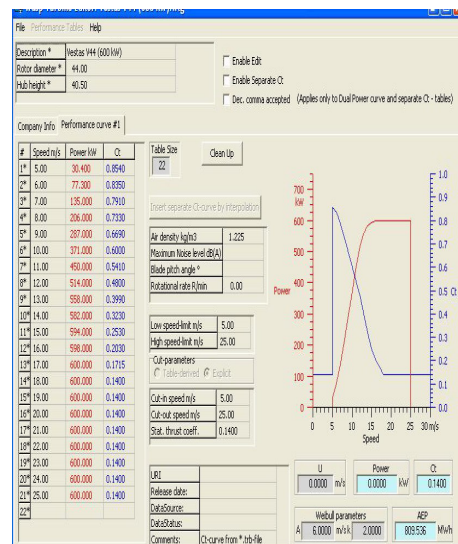 File Performance Tables Help
Description * Vestas V44 (600 kW)
Rotor diameter * 44.00
Hub height * 40.50
Enable Edit
Enable Separate Ct
Dec. comma accepted (Applies only to Dual Power curve and separate Ct - tables)
Company Info Performance curve #1
# Speed m/s Power kW Ct
1* 5.00 30.400 0.8540
2* 6.00 77.300 0.8350
3* 7.00 135.000 0.7910
4* 8.00 206.000 0.7330
5* 9.00 287.000 0.6690
6* 10.00 371.000 0.6000
7* 11.00 450.000 0.5410
8* 12.00 514.000 0.4800
9* 13.00 558.000 0.3990
10* 14.00 582.000 0.3230
11* 15.00 594.000 0.2530
12* 16.00 598.000 0.2030
13* 17.00 600.000 0.1715
14* 18.00 600.000 0.1400
15* 19.00 600.000 0.1400
16* 20.00 600.000 0.1400
17* 21.00 600.000 0.1400
18* 22.00 600.000 0.1400
19* 23.00 600.000 0.1400
20* 24.00 600.000 0.1400
21* 25.00 600.000 0.1400
22*
Table Size
22
Clean Up
Insert separate Ct-curve by interpolation
Air density kg/m3 1.225
Maximum Noise level dB(A)
Blade pitch angle °
Rotational rate R/min 0.00
Low speed-limit m/s 5.00
High speed-limit m/s 25.00
Cut-parameters
Table-derived Explicit
Cut-in speed m/s 5.00
Cut-out speed m/s 25.00
Stat. thrust coeff. 0.1400
URI
Release date:
DataSource:
DataStatus:
Comments: Ct-curve from *.trb-file
700
kW
600
500
400
Power
300
200
100
0
0 5 10 15 20 25 30 m/s
Speed
1.0
0.9
0.8
0.7
0.6
0.5 Ct
0.4
0.3
0.2
0.1
0.0
U Power Ct
0.0000 m/s 0.0000 kW 0.1400
Weibull parameters AEP
A 6.0000 m/s k 2.0000 809.536 MWh